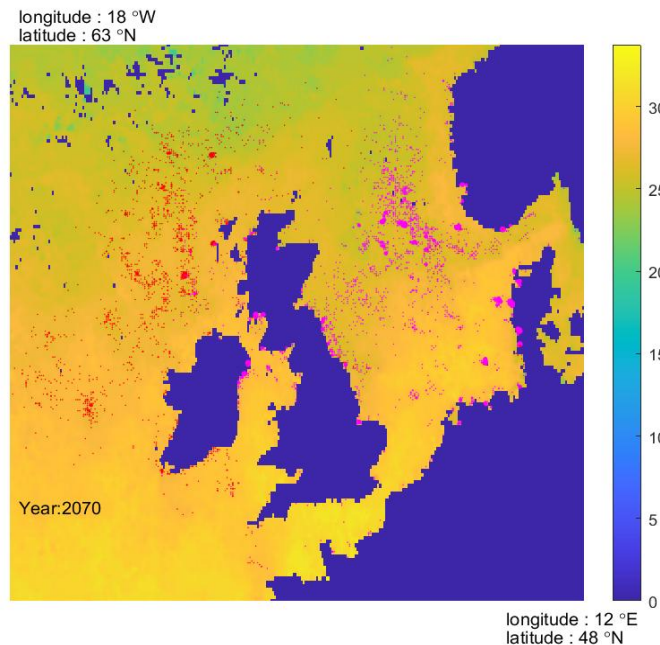 longitude : 18 °W
latitude : 63 °N
30
25
20
15
10
5
0
Year:2070
longitude : 12 °E
latitude : 48 °N